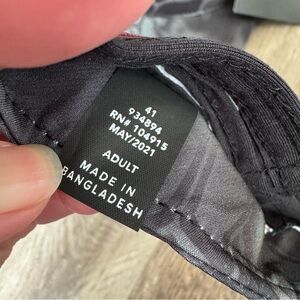 41
934894
RN# 104915
MAY/2021
ADULT
MADE IN
BANGLADESH